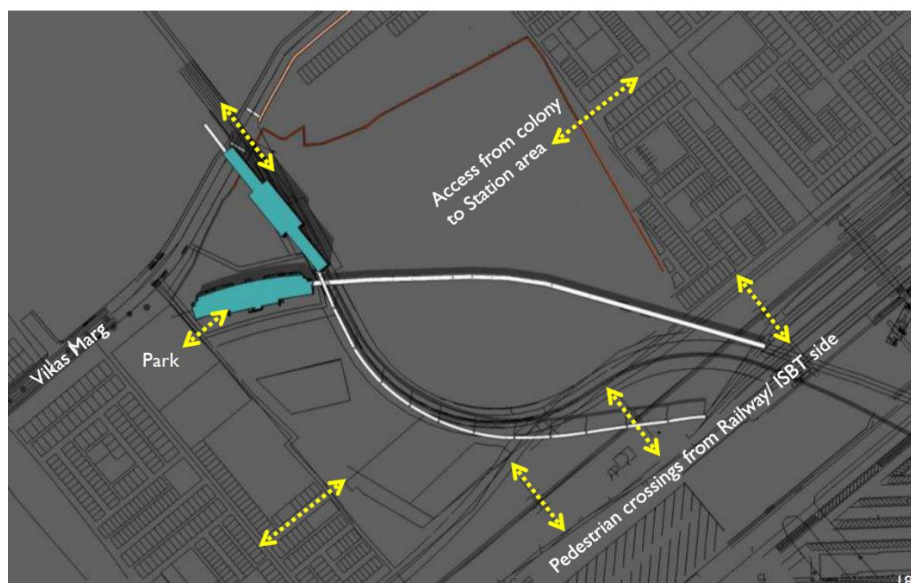 Access from colony
to Station area
Vikas Marg
Park
Pedestrian crossings from Railway/ ISBT side